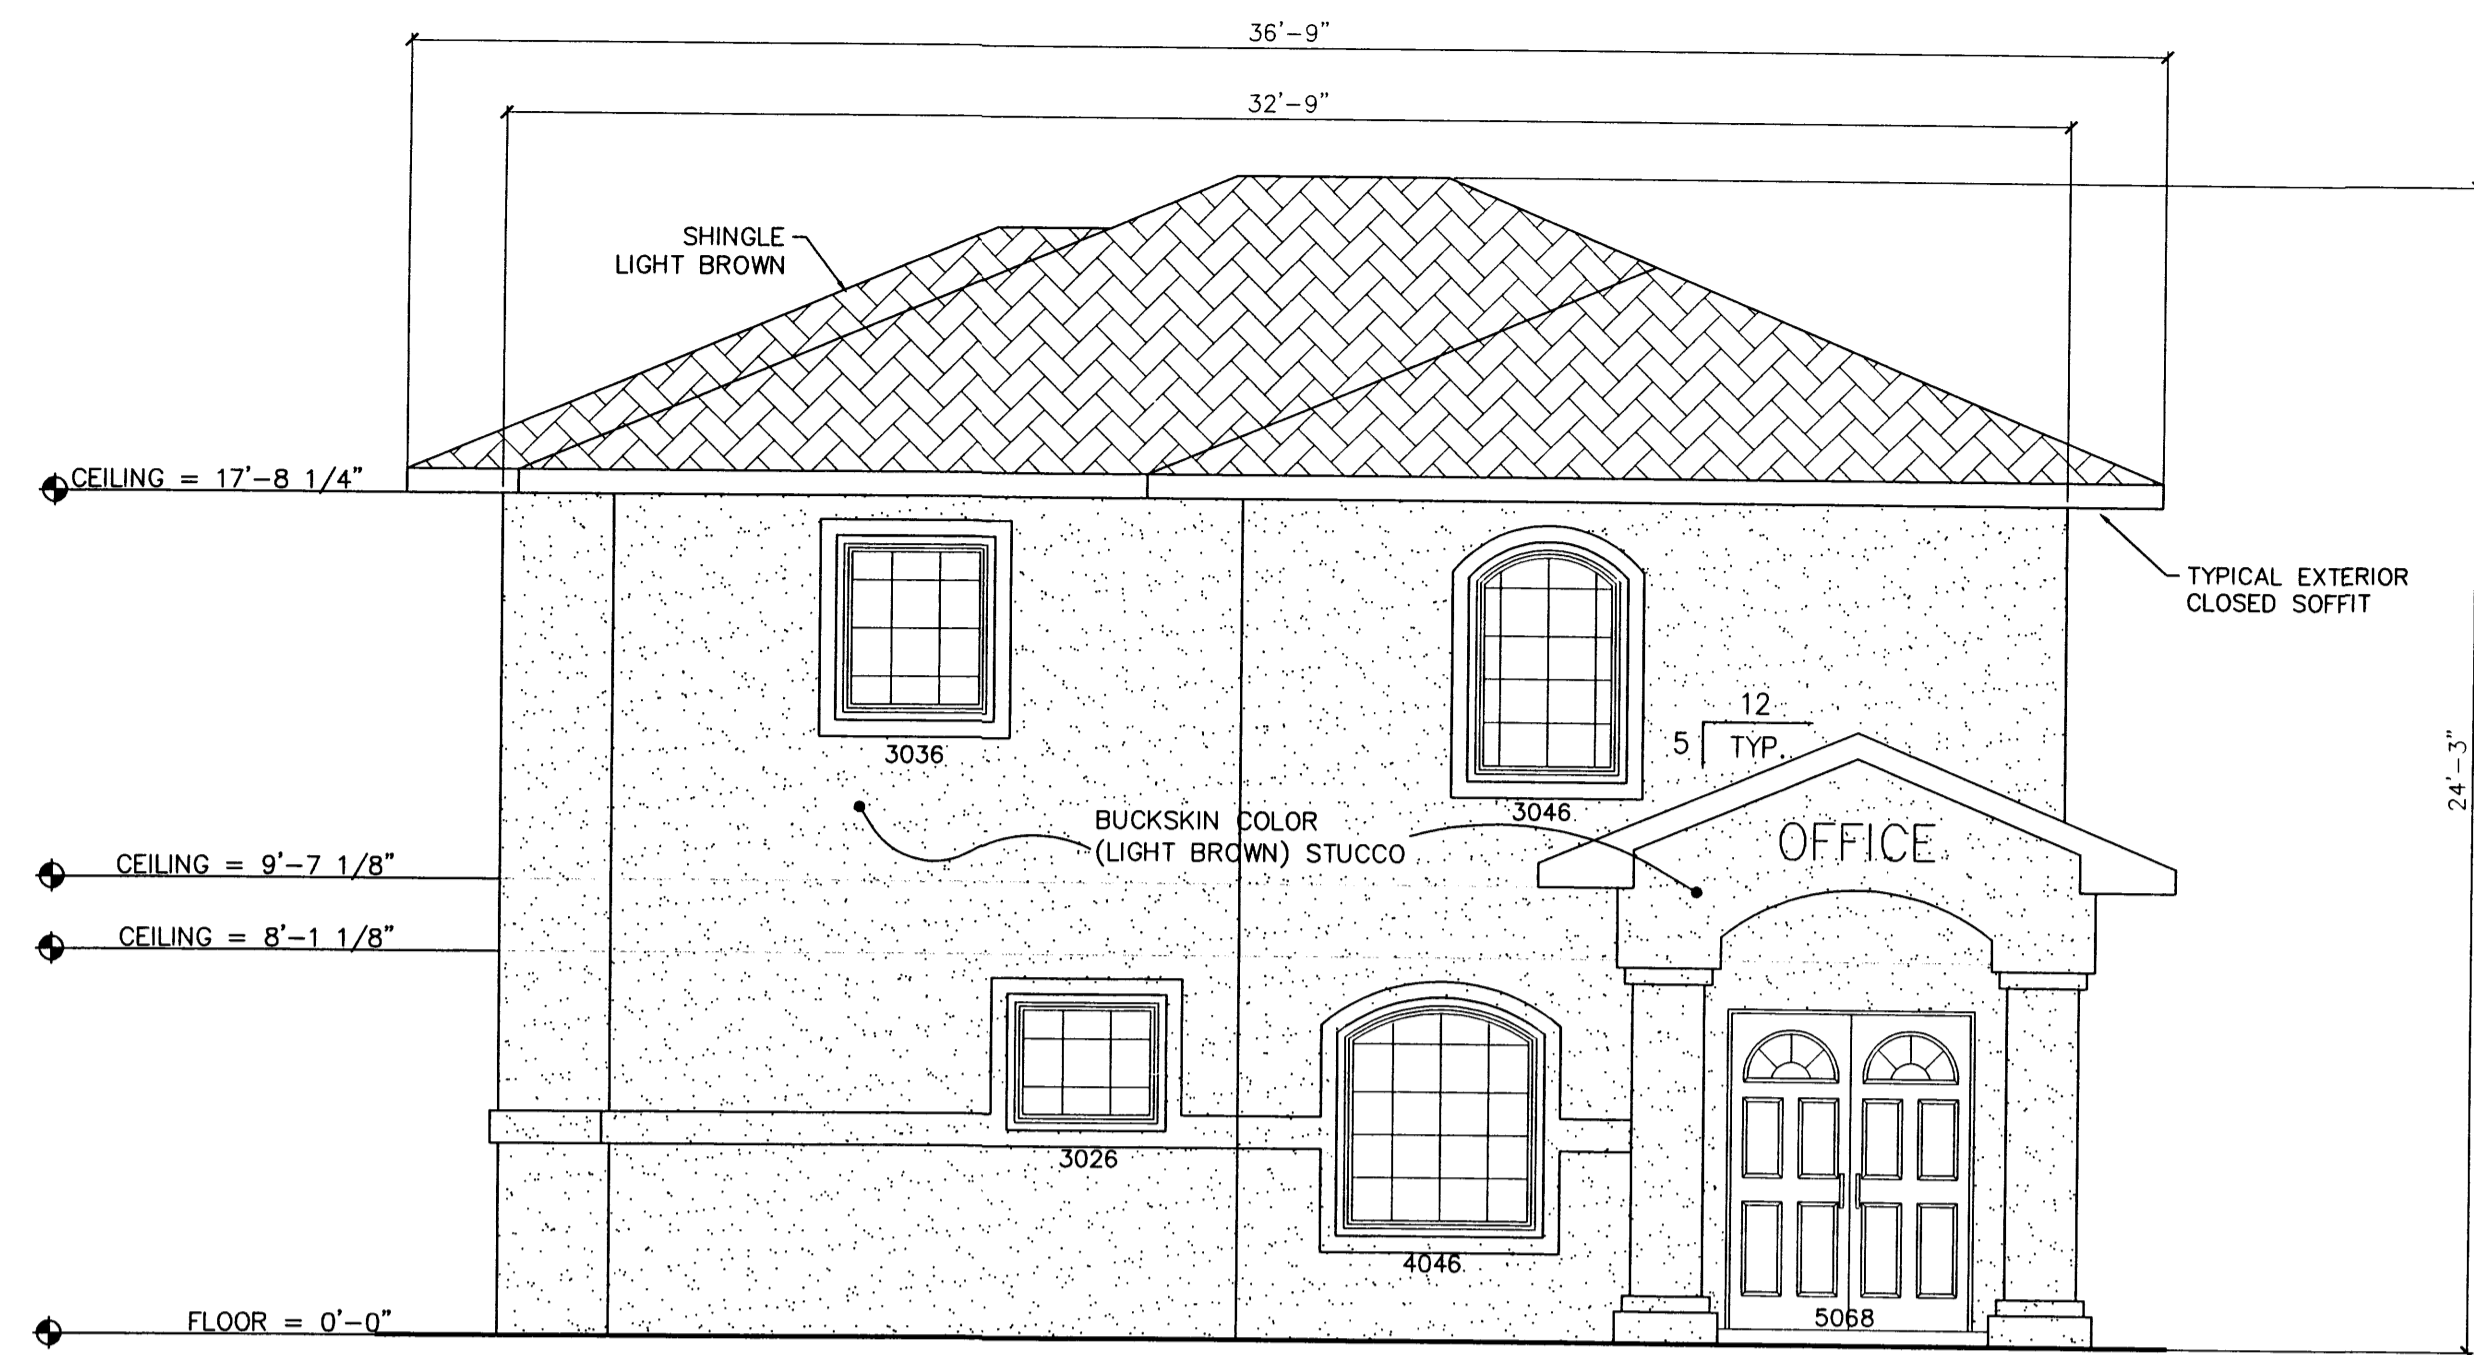 36'-9"
32'-9"
SHINGLE
LIGHT BROWN
CEILING = 17'-8 1/4"
TYPICAL EXTERIOR
CLOSED SOFFIT
3036
12
5 TYP.
24'-3"
3046
BUCKSKIN COLOR
(LIGHT BROWN) STUCCO
OFFICE
CEILING = 9'-7 1/8"
CEILING = 8'-1 1/8"
3026
4046
5068
FLOOR = 0'-0"